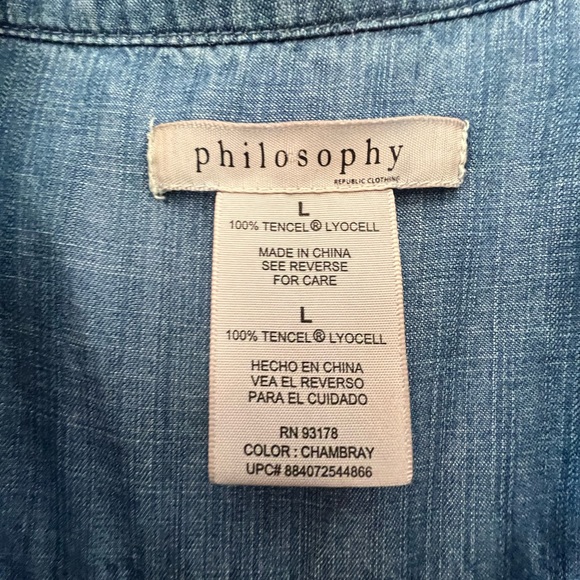 philosophy
REPUBLIC CLOTHING
L
100% TENCEL® LYOCELL
MADE IN CHINA
SEE REVERSE
FOR CARE
L
100% TENCEL® LYOCELL
HECHO EN CHINA
VEA EL REVERSO
PARA EL CUIDADO
RN 93178
COLOR : CHAMBRAY
UPC# 884072544866